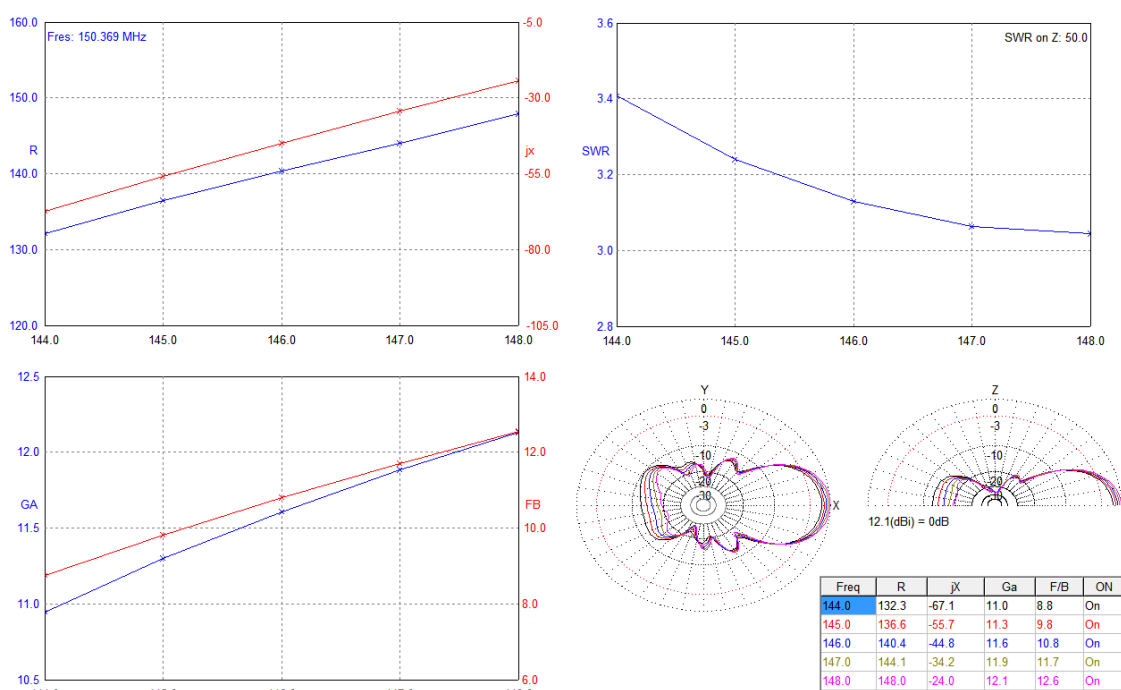 160.0
150.0
R
140.0
130.0
120.0
Fres: 150.369 MHz
-5.0
-30.0
jx
-55.0
-80.0
-105.0
144.0 145.0 146.0 147.0 148.0
3.6
3.4
SWR
3.2
3.0
2.8
SWR on Z: 50.0
144.0 145.0 146.0 147.0 148.0
12.5
12.0
GA
11.5
11.0
10.5
14.0
12.0
FB
10.0
8.0
6.0
Y
0
-3
-10
-20
-30
X
Z
0
-3
-10
-20
-30
12.1(dBi) = 0dB
Freq R jX Ga F/B ON
144.0 132.3 -67.1 11.0 8.8 On
145.0 136.6 -55.7 11.3 9.8 On
146.0 140.4 -44.8 11.6 10.8 On
147.0 144.1 -34.2 11.9 11.7 On
148.0 148.0 -24.0 12.1 12.6 On